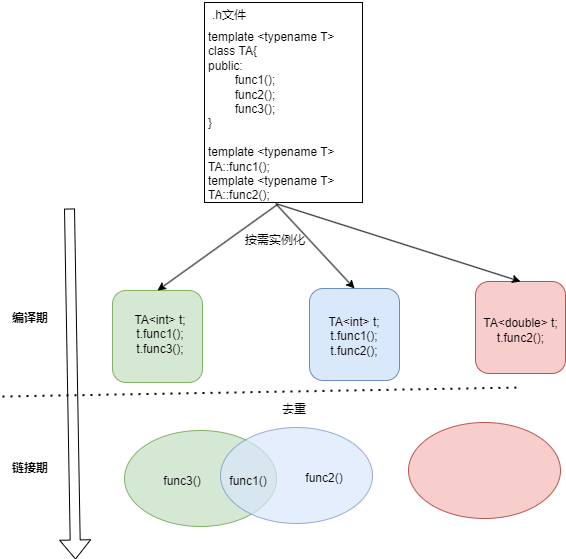 .h文件
template <typename T>
class TA{
public:
func1();
func2();
func3();
}
template <typename T>
TA::func1();
template <typename T>
TA::func2();
按需实例化
编译期
TA<int> t;
t.func1();
t.func3();
TA<int> t;
t.func1();
t.func2();
TA<double> t;
t.func2();
去重
链接期
func3()
func1()
func2()